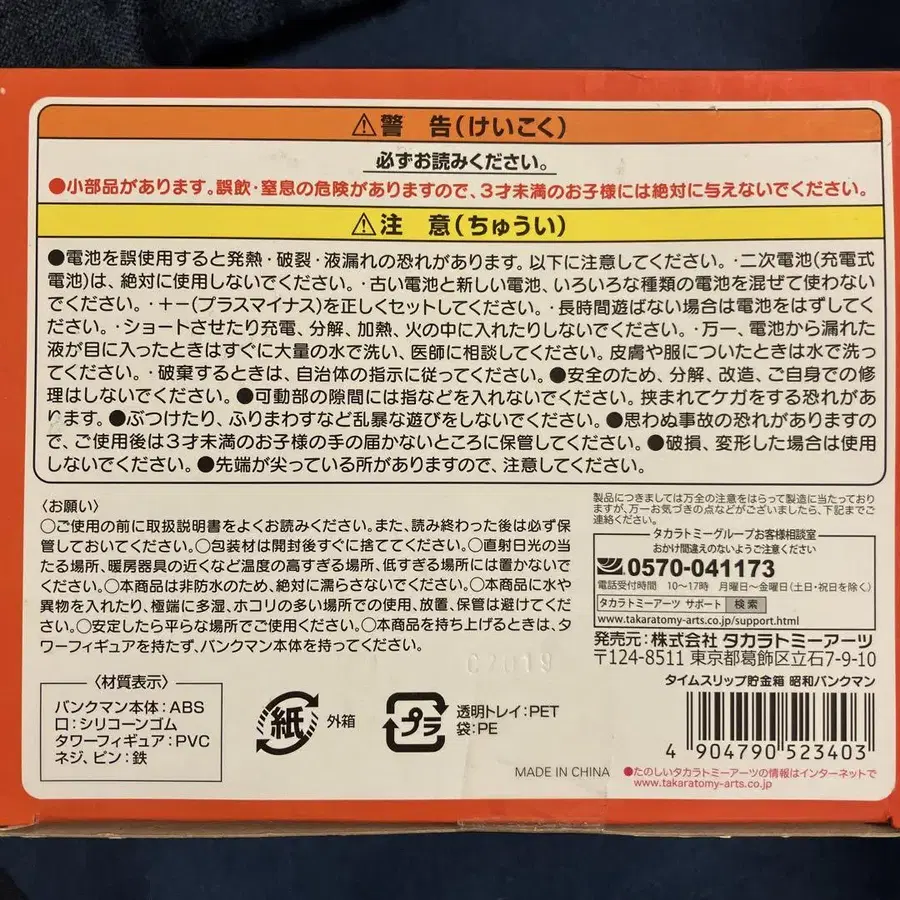 ⚠警 告(けいこく)
必ずお読みください。
●小部品があります。誤飲・窒息の危険がありますので、3才未満のお子様には絶対に与えないでください。
⚠注 意(ちゅうい)
●電池を誤使用すると発熱・破裂・液漏れの恐れがあります。以下に注意してください。・二次電池(充電式
電池)は、絶対に使用しないでください。・古い電池と新しい電池、いろいろな種類の電池を混ぜて使わない
でください。・+−(プラスマイナス)を正しくセットしてください。・長時間遊ばない場合は電池をはずしてく
ださい。・ショートさせたり充電、分解、加熱、火の中に入れたりしないでください。・万一、電池から漏れた
液が目に入ったときはすぐに大量の水で洗い、医師に相談してください。皮膚や服についたときは水で洗っ
てください。・破棄するときは、自治体の指示に従ってください。●安全のため、分解、改造、ご自身での修
理はしないでください。●可動部の隙間には指などを入れないでください。挟まれてケガをする恐れがあ
ります。●ぶつけたり、ふりまわすなど乱暴な遊びをしないでください。●思わぬ事故の恐れがありますの
で、ご使用後は3才未満のお子様の手の届かないところに保管してください。●破損、変形した場合は使用
しないでください。●先端が尖っている所がありますので、注意してください。
〈お願い〉
○ご使用の前に取扱説明書をよくお読みください。また、読み終わった後は必ず保
管しておいてください。○包装材は開封後すぐに捨ててください。○直射日光の当
たる場所、暖房器具の近くなど温度の高すぎる場所、低すぎる場所には置かないで
ください。○本商品は非防水のため、絶対に濡らさないでください。○本商品に水や
異物を入れたり、極端に多湿、ホコリの多い場所での使用、放置、保管は避けてくだ
さい。○安定したら平らな場所でご使用ください。○本商品を持ち上げるときは、タ
ワーフィギュアを持たず、バンクマン本体を持ってください。
製品につきましては万全の注意をはらって製造に当たっており
ますが、万一お気づきの点などがございましたら、下記までご
連絡ください。
タカラトミーグループお客様相談室
おかけ間違えのないようご注意ください
0570-041173
電話受付時間 10〜17時 月曜日〜金曜日(土日・祝日を除く)
タカラトミーアーツ サポート 検索
www.takaratomy-arts.co.jp/support.html
発売元:株式会社 タカラトミーアーツ
〒124-8511 東京都葛飾区立石7-9-10
C7019
〈材質表示〉
バンクマン本体:ABS
口:シリコーンゴム
タワーフィギュア:PVC
ネジ、ピン:鉄
紙
外箱
プラ
透明トレイ:PET
袋:PE
タイムスリップ貯金箱 昭和バンクマン
4 904790 523403
MADE IN CHINA
●たのしいタカラトミーアーツの情報はインターネットで
www.takaratomy-arts.co.jp